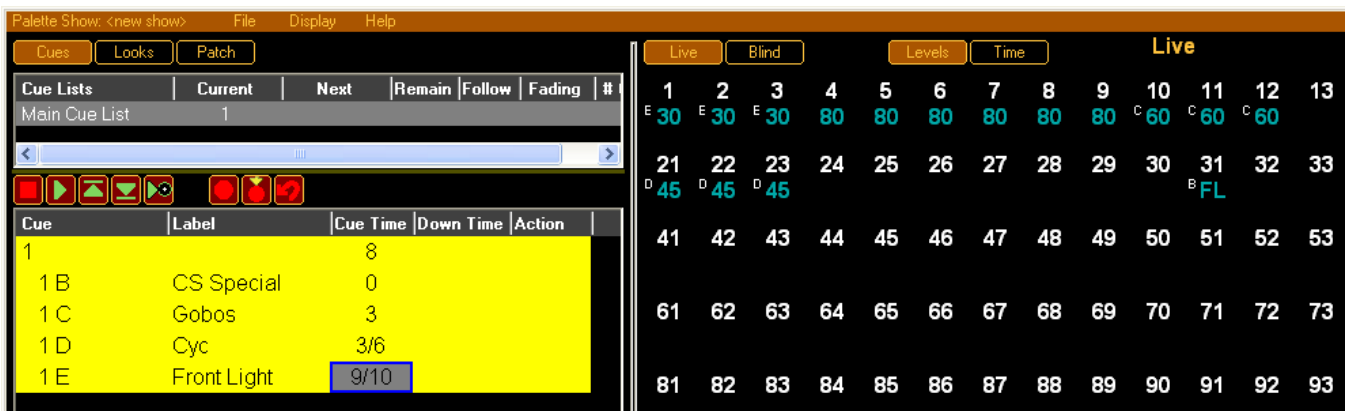 Palette Show: <new show> File Display Help
Cues Looks Patch
Cue Lists Current Next Remain Follow Fading #
Main Cue List 1
Cue Label Cue Time Down Time Action
1 8
1 B CS Special 0
1 C Gobos 3
1 D Cyc 3/6
1 E Front Light 9/10
Live Blind Levels Time Live
1 2 3 4 5 6 7 8 9 10 11 12 13
E 30 E 30 E 30 80 80 80 80 80 80 C 60 C 60 C 60
21 22 23 24 25 26 27 28 29 30 31 32 33
D 45 D 45 D 45 B FL
41 42 43 44 45 46 47 48 49 50 51 52 53
61 62 63 64 65 66 67 68 69 70 71 72 73
81 82 83 84 85 86 87 88 89 90 91 92 93